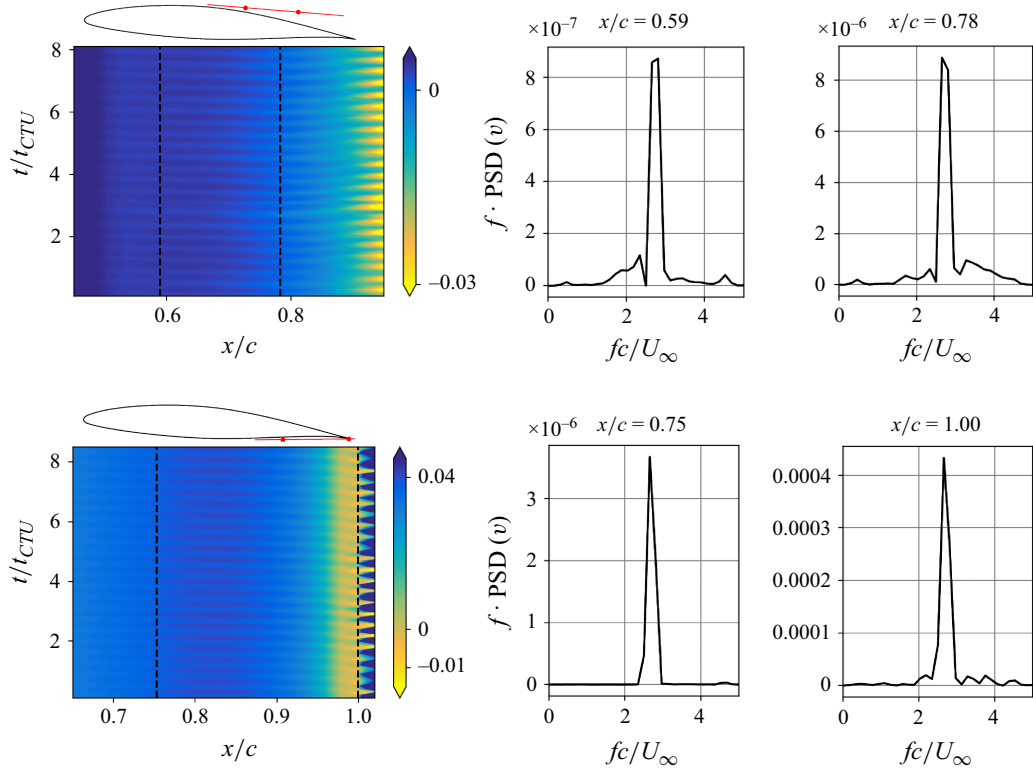 ×10⁻⁷ x/c = 0.59
×10⁻⁶ x/c = 0.78
8
6
4
2
t/t_CTU
0.6 0.8
x/c
0
−0.03
8
6
4
2
0
f · PSD (v)
0 2 4
fc/U∞
8
6
4
2
0
0 2 4
fc/U∞
×10⁻⁶ x/c = 0.75
x/c = 1.00
8
6
4
2
t/t_CTU
0.7 0.8 0.9 1.0
x/c
0.04
0
−0.01
3
2
1
0
f · PSD (v)
0 2 4
fc/U∞
0.0004
0.0003
0.0002
0.0001
0
0 2 4
fc/U∞